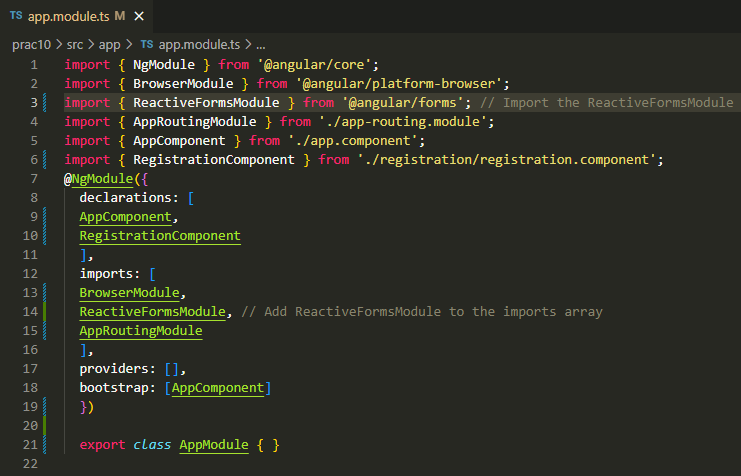 TS app.module.ts M ×
prac10 > src > app > TS app.module.ts > ...
1 import { NgModule } from '@angular/core';
2 import { BrowserModule } from '@angular/platform-browser';
3 import { ReactiveFormsModule } from '@angular/forms'; // Import the ReactiveFormsModule
4 import { AppRoutingModule } from './app-routing.module';
5 import { AppComponent } from './app.component';
6 import { RegistrationComponent } from './registration/registration.component';
7 @NgModule({
8 declarations: [
9 AppComponent,
10 RegistrationComponent
11 ],
12 imports: [
13 BrowserModule,
14 ReactiveFormsModule, // Add ReactiveFormsModule to the imports array
15 AppRoutingModule
16 ],
17 providers: [],
18 bootstrap: [AppComponent]
19 })
20
21 export class AppModule { }
22